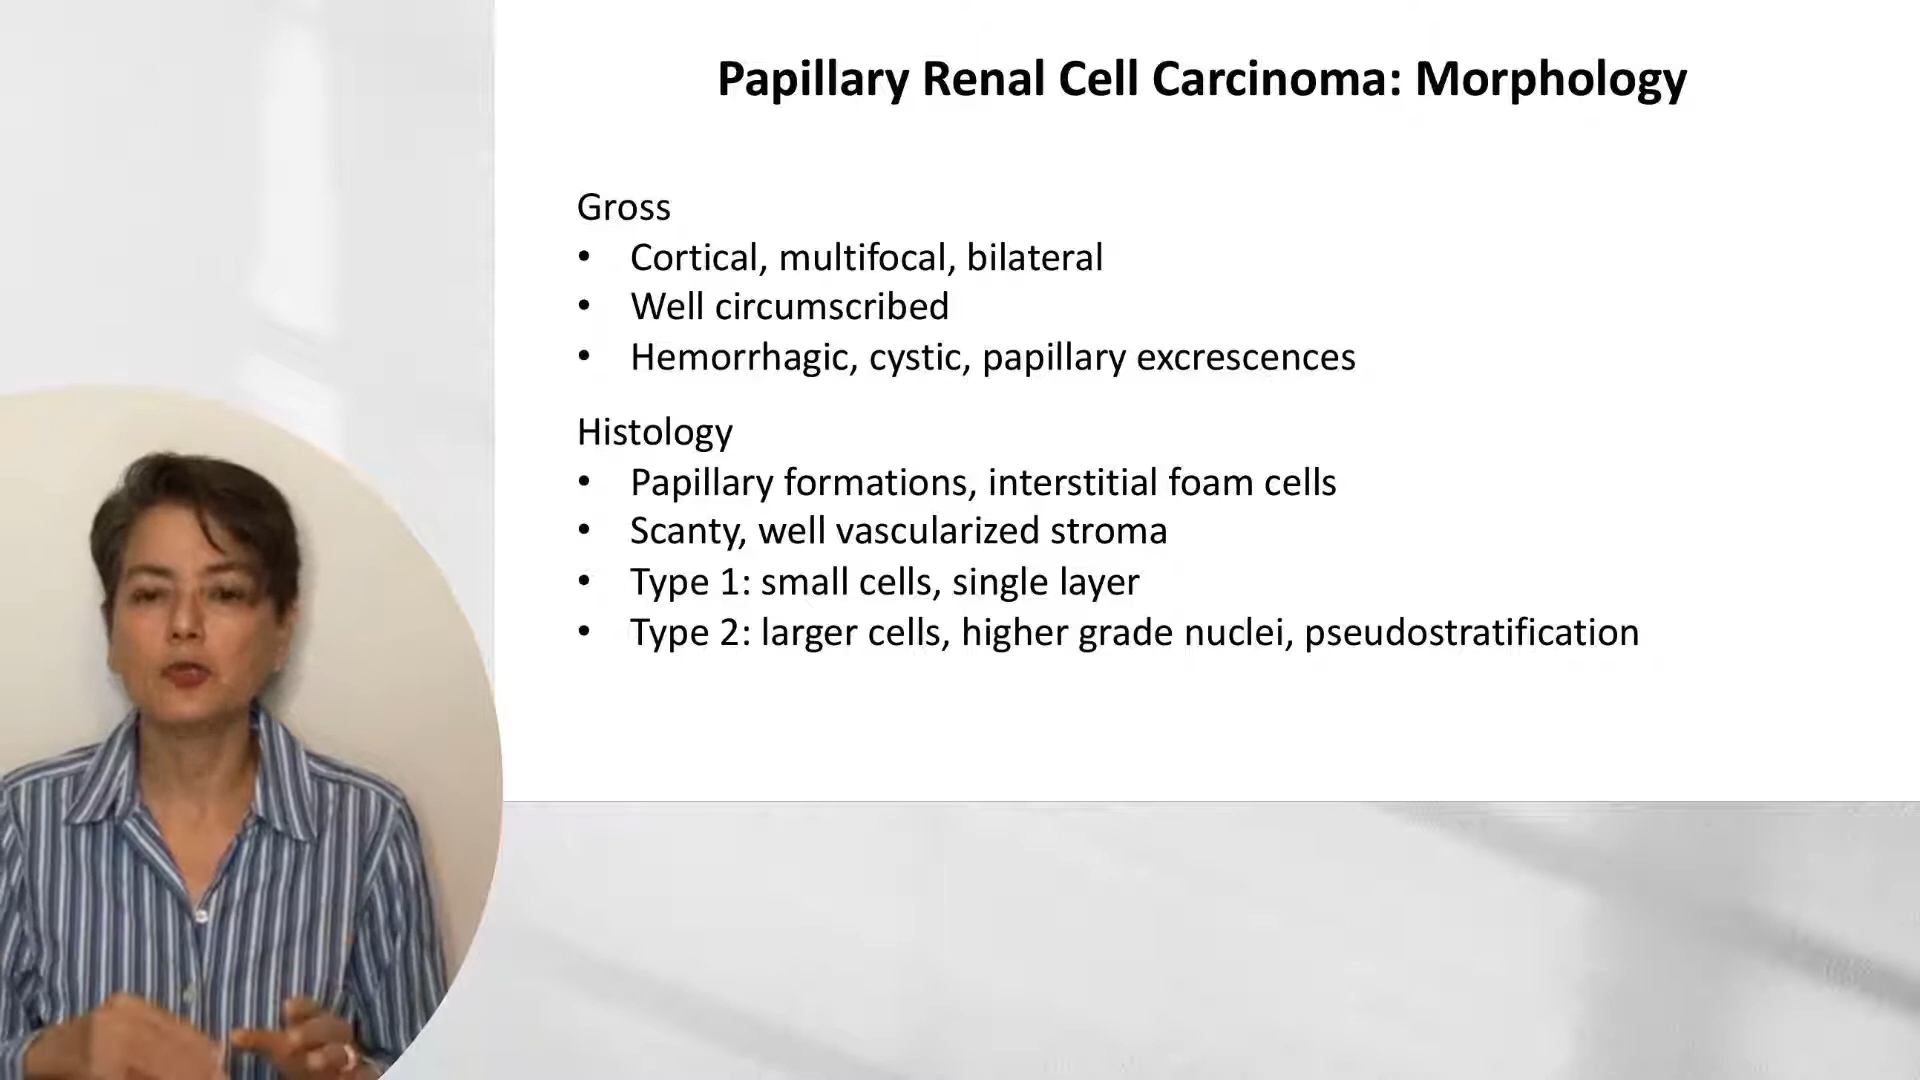 Papillary Renal Cell Carcinoma: Morphology
Gross
• Cortical, multifocal, bilateral
• Well circumscribed
• Hemorrhagic, cystic, papillary excrescences
Histology
• Papillary formations, interstitial foam cells
• Scanty, well vascularized stroma
• Type 1: small cells, single layer
• Type 2: larger cells, higher grade nuclei, pseudostratification